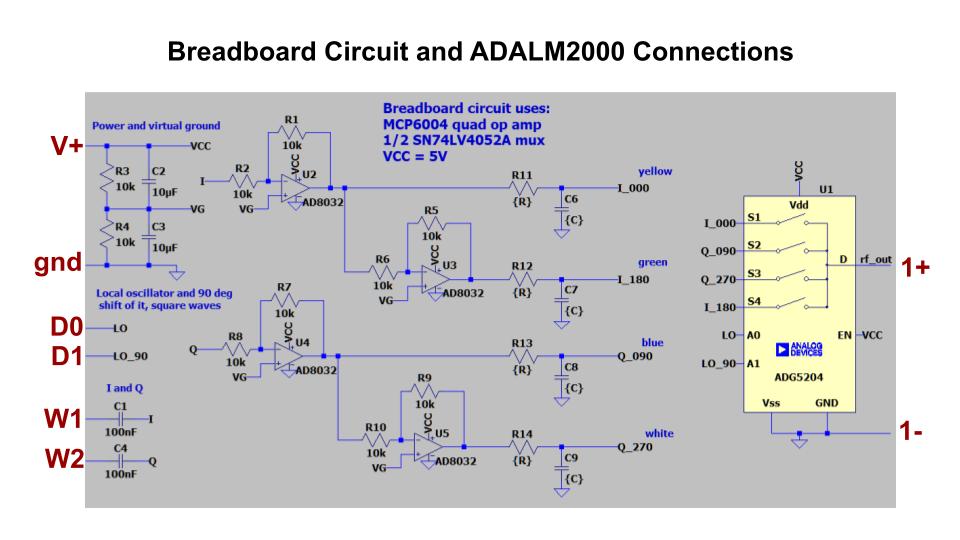 Breadboard Circuit and ADALM2000 Connections
Breadboard circuit uses:
MCP6004 quad op amp
1/2 SN74LV4052A mux
VCC = 5V
Power and virtual ground
V+
VCC
R3
10k
C2
10µF
VG
R4
10k
C3
10µF
gnd
Local oscillator and 90 deg
shift of it, square waves
D0
LO
D1
LO_90
I and Q
W1
C1
100nF
I
W2
C4
100nF
Q
R1
10k
I
R2
10k
VG
VCC
U2
AD8032
R11
{R}
yellow
I_000
C6
{C}
R5
10k
R6
10k
VG
VCC
U3
AD8032
R12
{R}
green
I_180
C7
{C}
R7
10k
Q
R8
10k
VG
VCC
U4
AD8032
R13
{R}
blue
Q_090
C8
{C}
R9
10k
R10
10k
VG
VCC
U5
AD8032
R14
{R}
white
Q_270
C9
{C}
VCC
U1
Vdd
I_000
S1
Q_090
S2
Q_270
S3
I_180
S4
D
rf_out
1+
LO
A0
EN
VCC
LO_90
A1
ANALOG
DEVICES
ADG5204
Vss
GND
1-